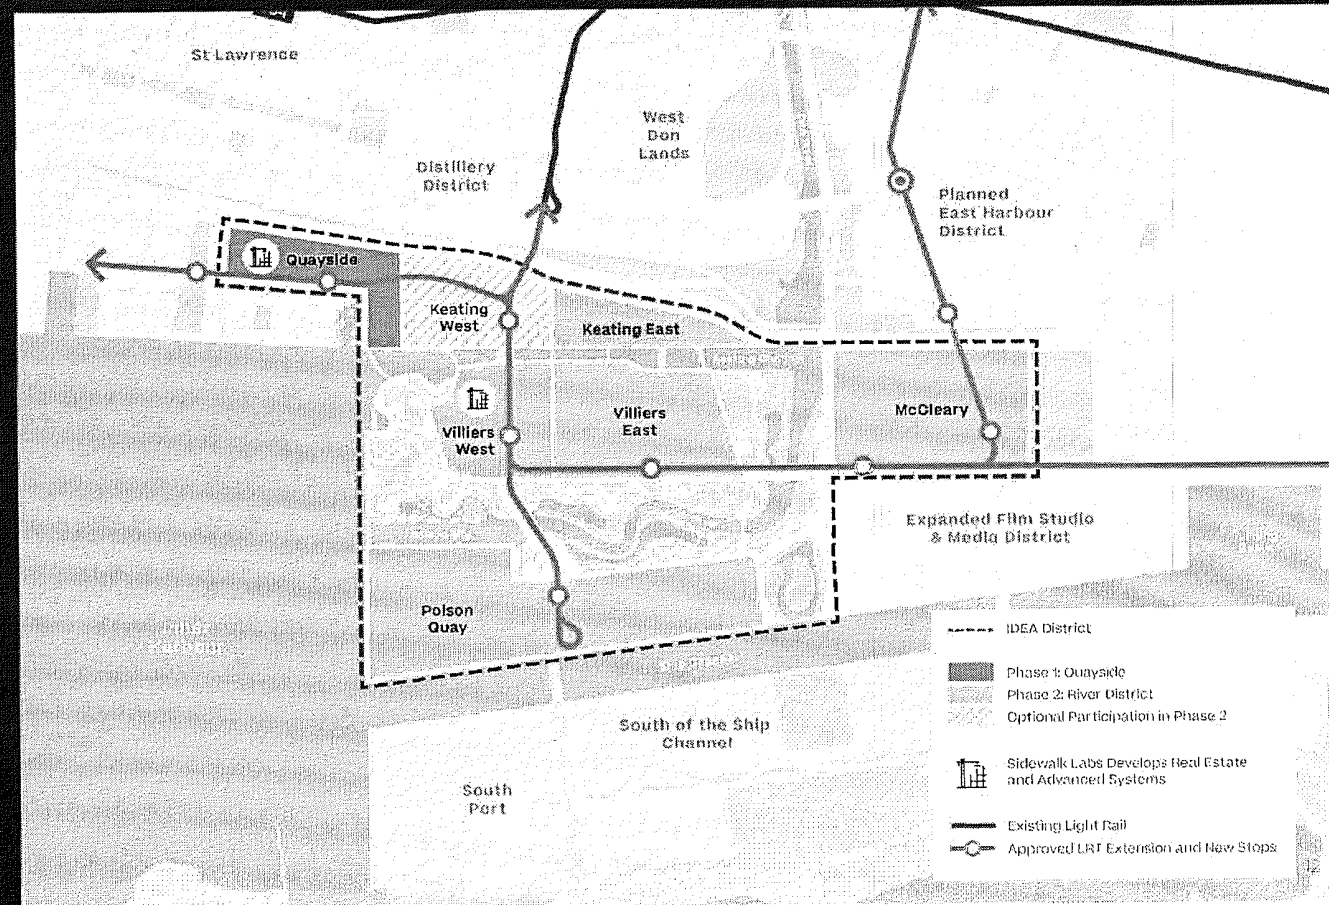 St Lawrence
West
Don
Lands
Distillery
District
Planned
East Harbour
District
Quayside
Keating
West
Keating East
Villiers
West
Villiers
East
McCleary
Expanded Film Studio
& Media District
Polson
Quay
South of the Ship
Channel
South
Port
IDEA District
Phase 1: Quayside
Phase 2: River District
Optional Participation in Phase 2
Sidewalk Labs Develops Real Estate
and Advanced Systems
Existing Light Rail
Approved LRT Extension and New Stops
12